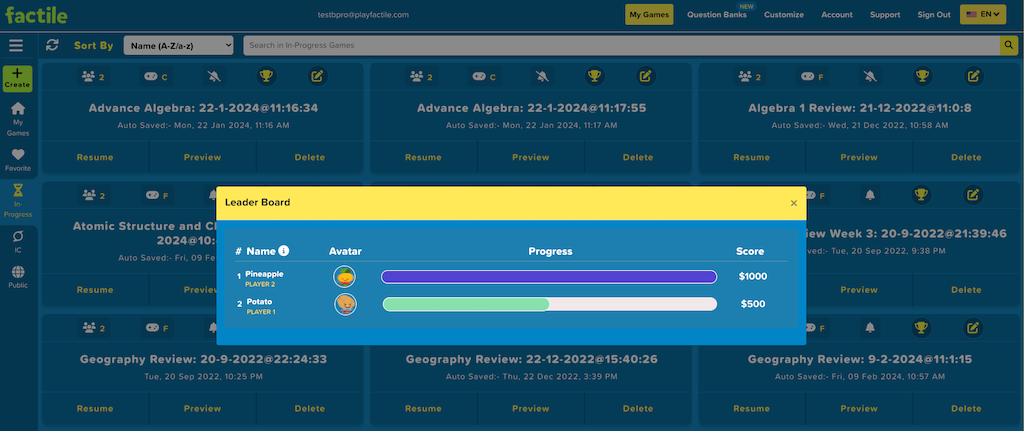 factile
testbpro@playfactile.com
My Games
Question Banks
NEW
Customize
Account
Support
Sign Out
EN
Sort By
Name (A-Z/a-z)
Search in In-Progress Games
Create
My
Games
Favorite
In-
Progress
IC
Public
2 C
Advance Algebra: 22-1-2024@11:16:34
Auto Saved:- Mon, 22 Jan 2024, 11:16 AM
Resume Preview Delete
2 C
Advance Algebra: 22-1-2024@11:17:55
Auto Saved:- Mon, 22 Jan 2024, 11:17 AM
Resume Preview Delete
2 F
Algebra 1 Review: 21-12-2022@11:0:8
Auto Saved:- Wed, 21 Dec 2022, 10:58 AM
Resume Preview Delete
2 F
Atomic Structure and
2024@10:
Auto Saved:- Fri, 09
Resume
Week 3: 20-9-2022@21:39:46
Tue, 20 Sep 2022, 9:38 PM
Delete
Leader Board
×
# Name Avatar Progress Score
1 Pineapple $1000
PLAYER 2
2 Potato $500
PLAYER 1
2 F
Geography Review: 20-9-2022@22:24:33
Tue, 20 Sep 2022, 10:25 PM
Resume Preview Delete
Geography Review: 22-12-2022@15:40:26
Auto Saved:- Thu, 22 Dec 2022, 3:39 PM
Resume Preview Delete
F
Geography Review: 9-2-2024@11:1:15
Auto Saved:- Fri, 09 Feb 2024, 10:57 AM
Resume Preview Delete